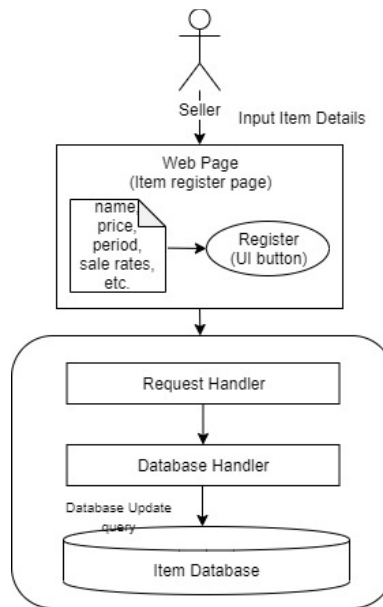 Seller
Input Item Details
Web Page
(Item register page)
name,
price,
period,
sale rates,
etc.
Register
(UI button)
Request Handler
Database Handler
Database Update
query
Item Database